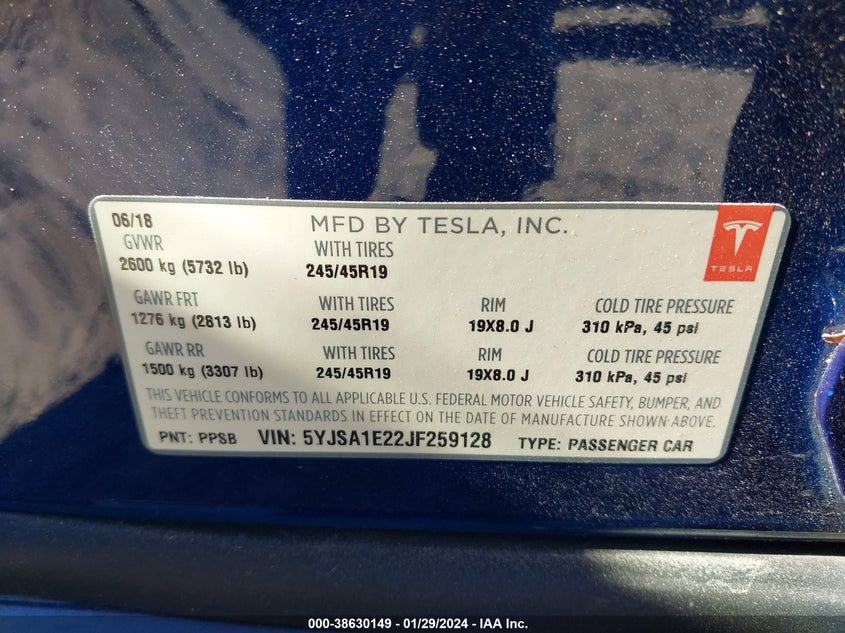 06/18 MFD BY TESLA, INC.
GVWR WITH TIRES
2600 kg (5732 lb) 245/45R19
TESLA
GAWR FRT WITH TIRES RIM COLD TIRE PRESSURE
1276 kg (2813 lb) 245/45R19 19X8.0 J 310 kPa, 45 psi
GAWR RR WITH TIRES RIM COLD TIRE PRESSURE
1500 kg (3307 lb) 245/45R19 19X8.0 J 310 kPa, 45 psi
THIS VEHICLE CONFORMS TO ALL APPLICABLE U.S. FEDERAL MOTOR VEHICLE SAFETY, BUMPER, AND
THEFT PREVENTION STANDARDS IN EFFECT ON THE DATE OF MANUFACTURE SHOWN ABOVE.
PNT: PPSB VIN: 5YJSA1E22JF259128 TYPE: PASSENGER CAR
000-38630149 - 01/29/2024 - IAA Inc.